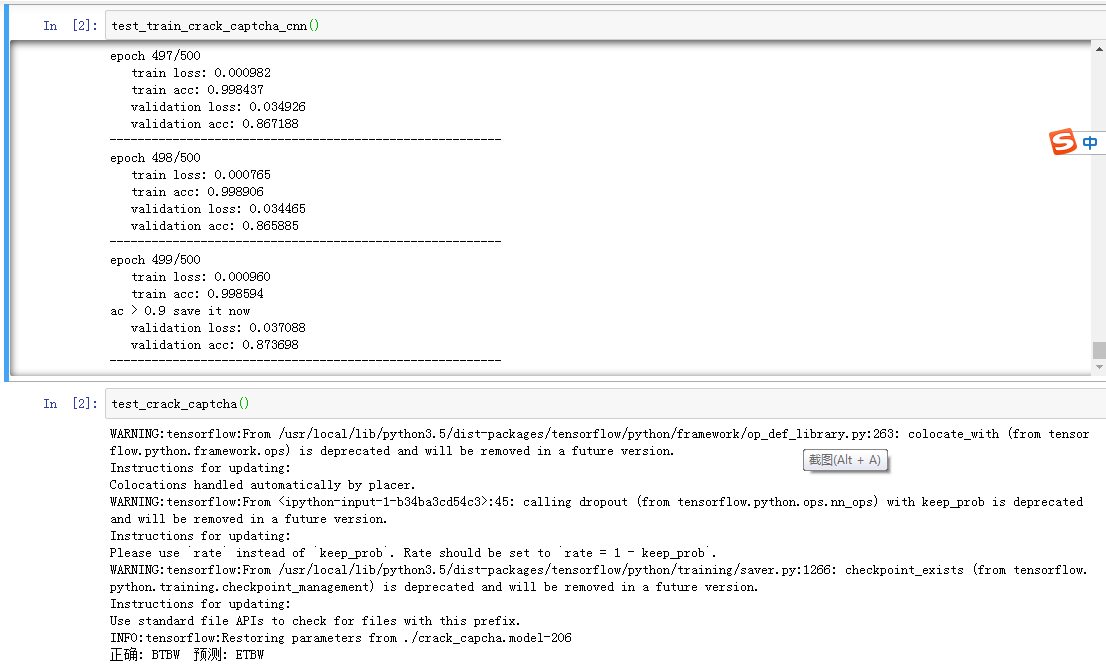 In [2]: test_train_crack_captcha_cnn()
epoch 497/500
train loss: 0.000982
train acc: 0.998437
validation loss: 0.034926
validation acc: 0.867188
--------------------------------------------------------
epoch 498/500
train loss: 0.000765
train acc: 0.998906
validation loss: 0.034465
validation acc: 0.865885
--------------------------------------------------------
epoch 499/500
train loss: 0.000960
train acc: 0.998594
ac > 0.9 save it now
validation loss: 0.037088
validation acc: 0.873698
--------------------------------------------------------
S 中
In [2]: test_crack_captcha()
WARNING:tensorflow:From /usr/local/lib/python3.5/dist-packages/tensorflow/python/framework/op_def_library.py:263: colocate_with (from tensor
flow.python.framework.ops) is deprecated and will be removed in a future version.
截图(Alt + A)
Instructions for updating:
Colocations handled automatically by placer.
WARNING:tensorflow:From <ipython-input-1-b34ba3cd54c3>:45: calling dropout (from tensorflow.python.ops.nn_ops) with keep_prob is deprecated
and will be removed in a future version.
Instructions for updating:
Please use `rate` instead of `keep_prob`. Rate should be set to `rate = 1 - keep_prob`.
WARNING:tensorflow:From /usr/local/lib/python3.5/dist-packages/tensorflow/python/training/saver.py:1266: checkpoint_exists (from tensorflow.
python.training.checkpoint_management) is deprecated and will be removed in a future version.
Instructions for updating:
Use standard file APIs to check for files with this prefix.
INFO:tensorflow:Restoring parameters from ./crack_capcha.model-206
正确: BTBW 预测: ETBW